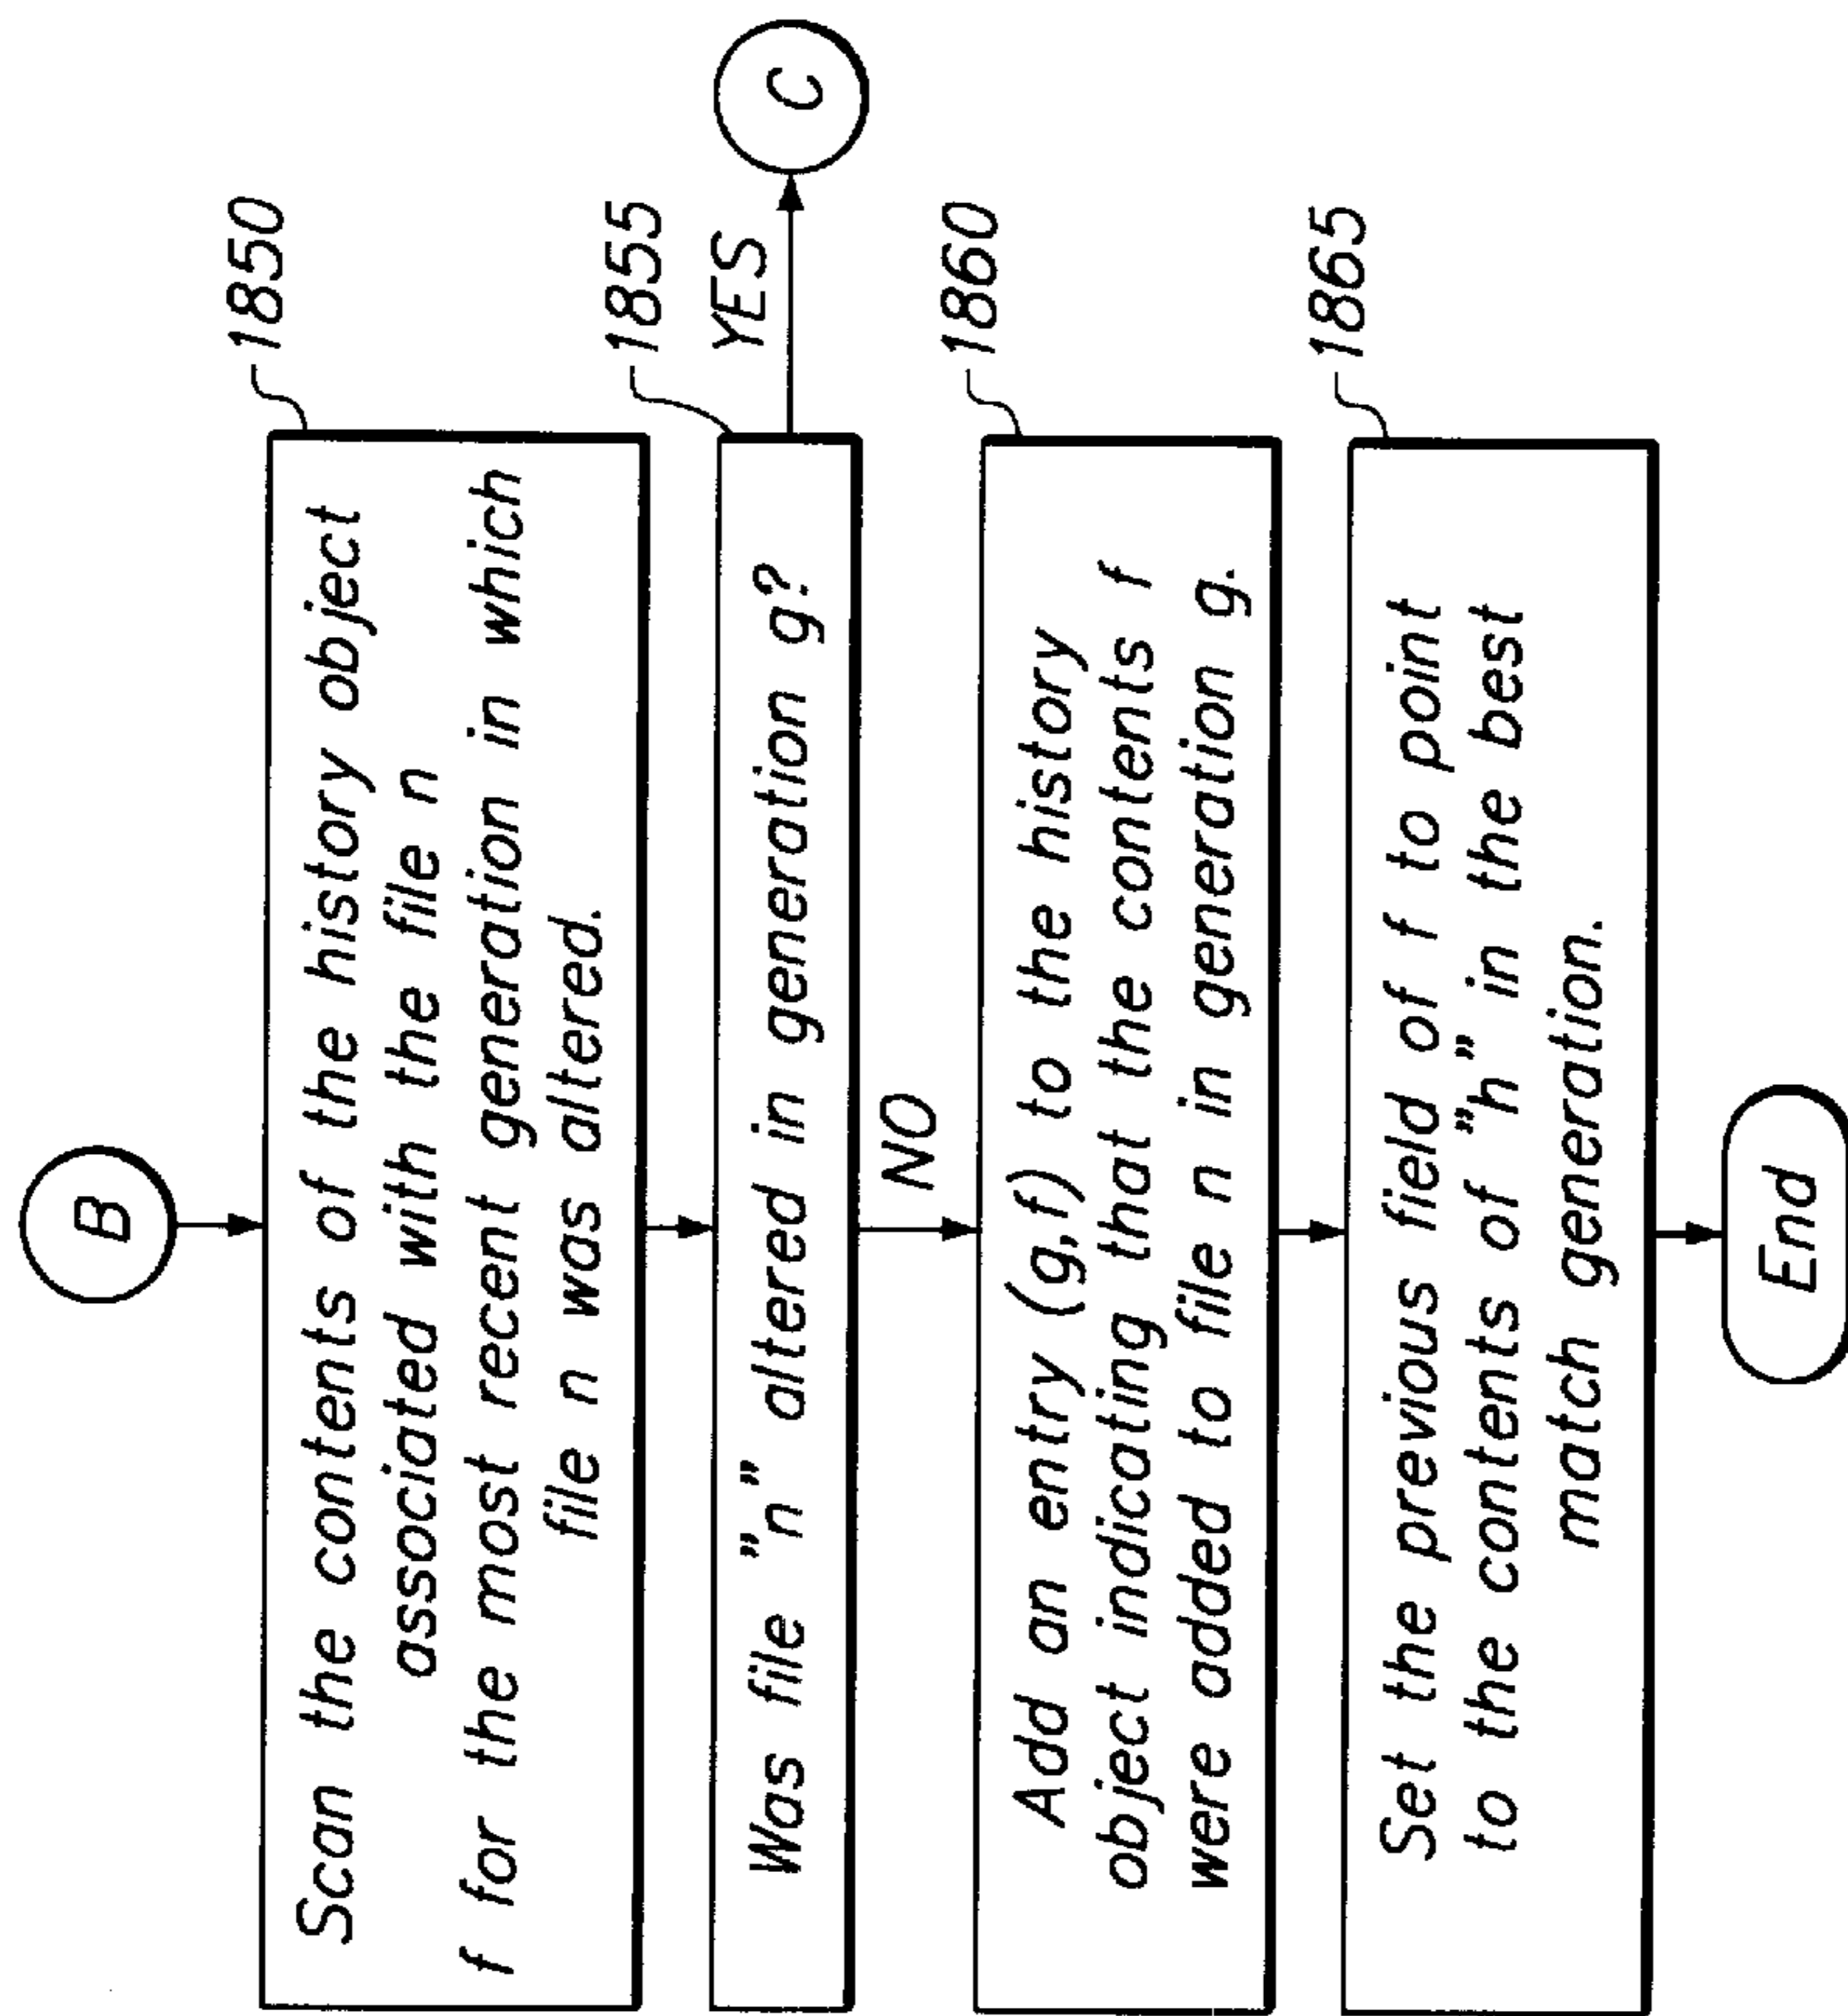 B
1850
Scan the contents of the history object
associated with the file n
f for the most recent generation in which
file n was altered.
1855
Was file "n" altered in generation g?
YES
C
NO
1860
Add an entry (g,f) to the history
object indicating that the contents f
were added to file n in generation g.
1865
Set the previous field of f to point
to the contents of "h" in the best
match generation.
End